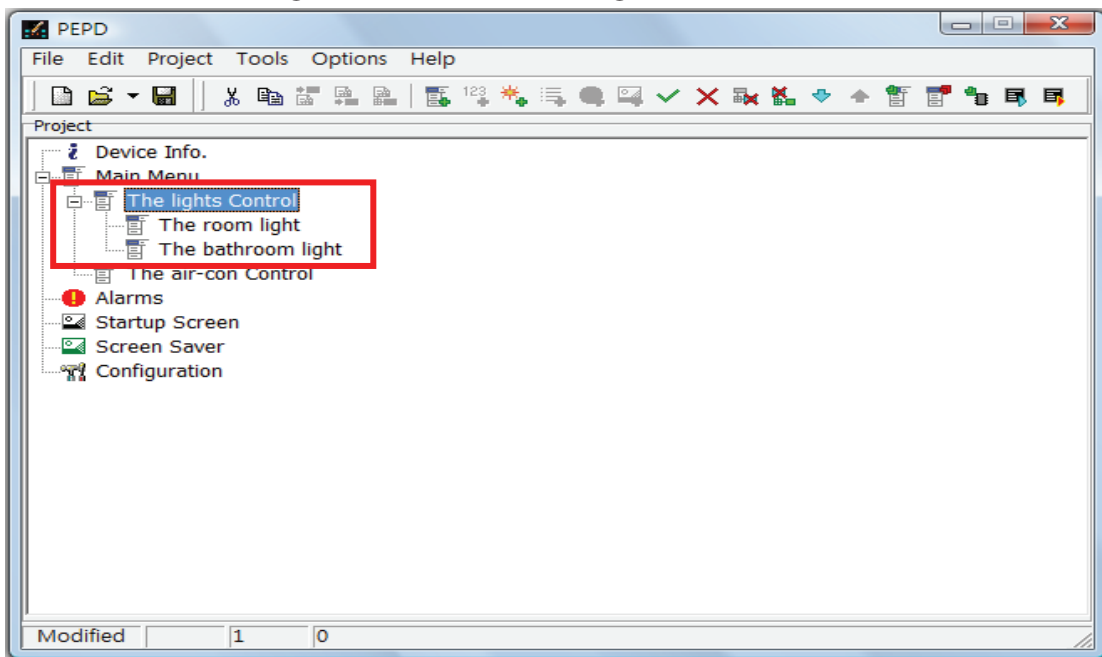 PEPD
File Edit Project Tools Options Help
123
Project
Device Info.
Main Menu
The lights Control
The room light
The bathroom light
The air-con Control
Alarms
Startup Screen
Screen Saver
Configuration
Modified 1 0